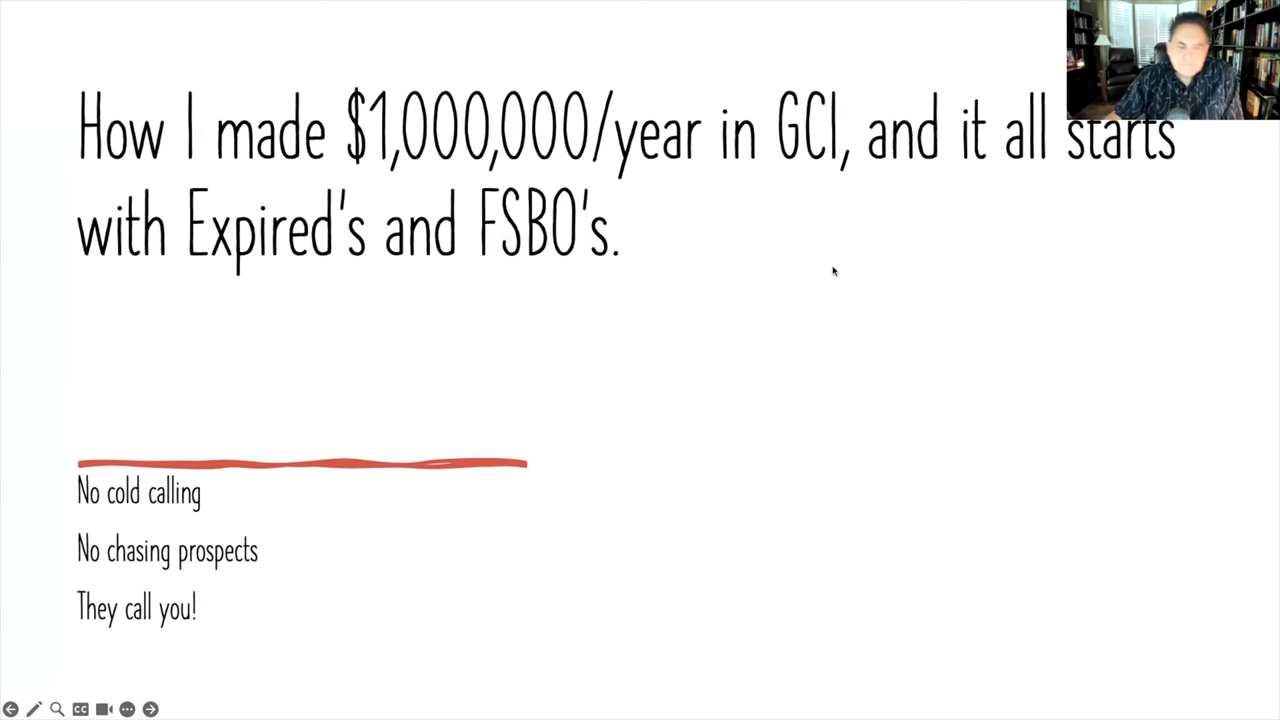 How I made $1,000,000/year in GCI, and it all starts
with Expired's and FSBO's.
No cold calling
No chasing prospects
They call you!
CC